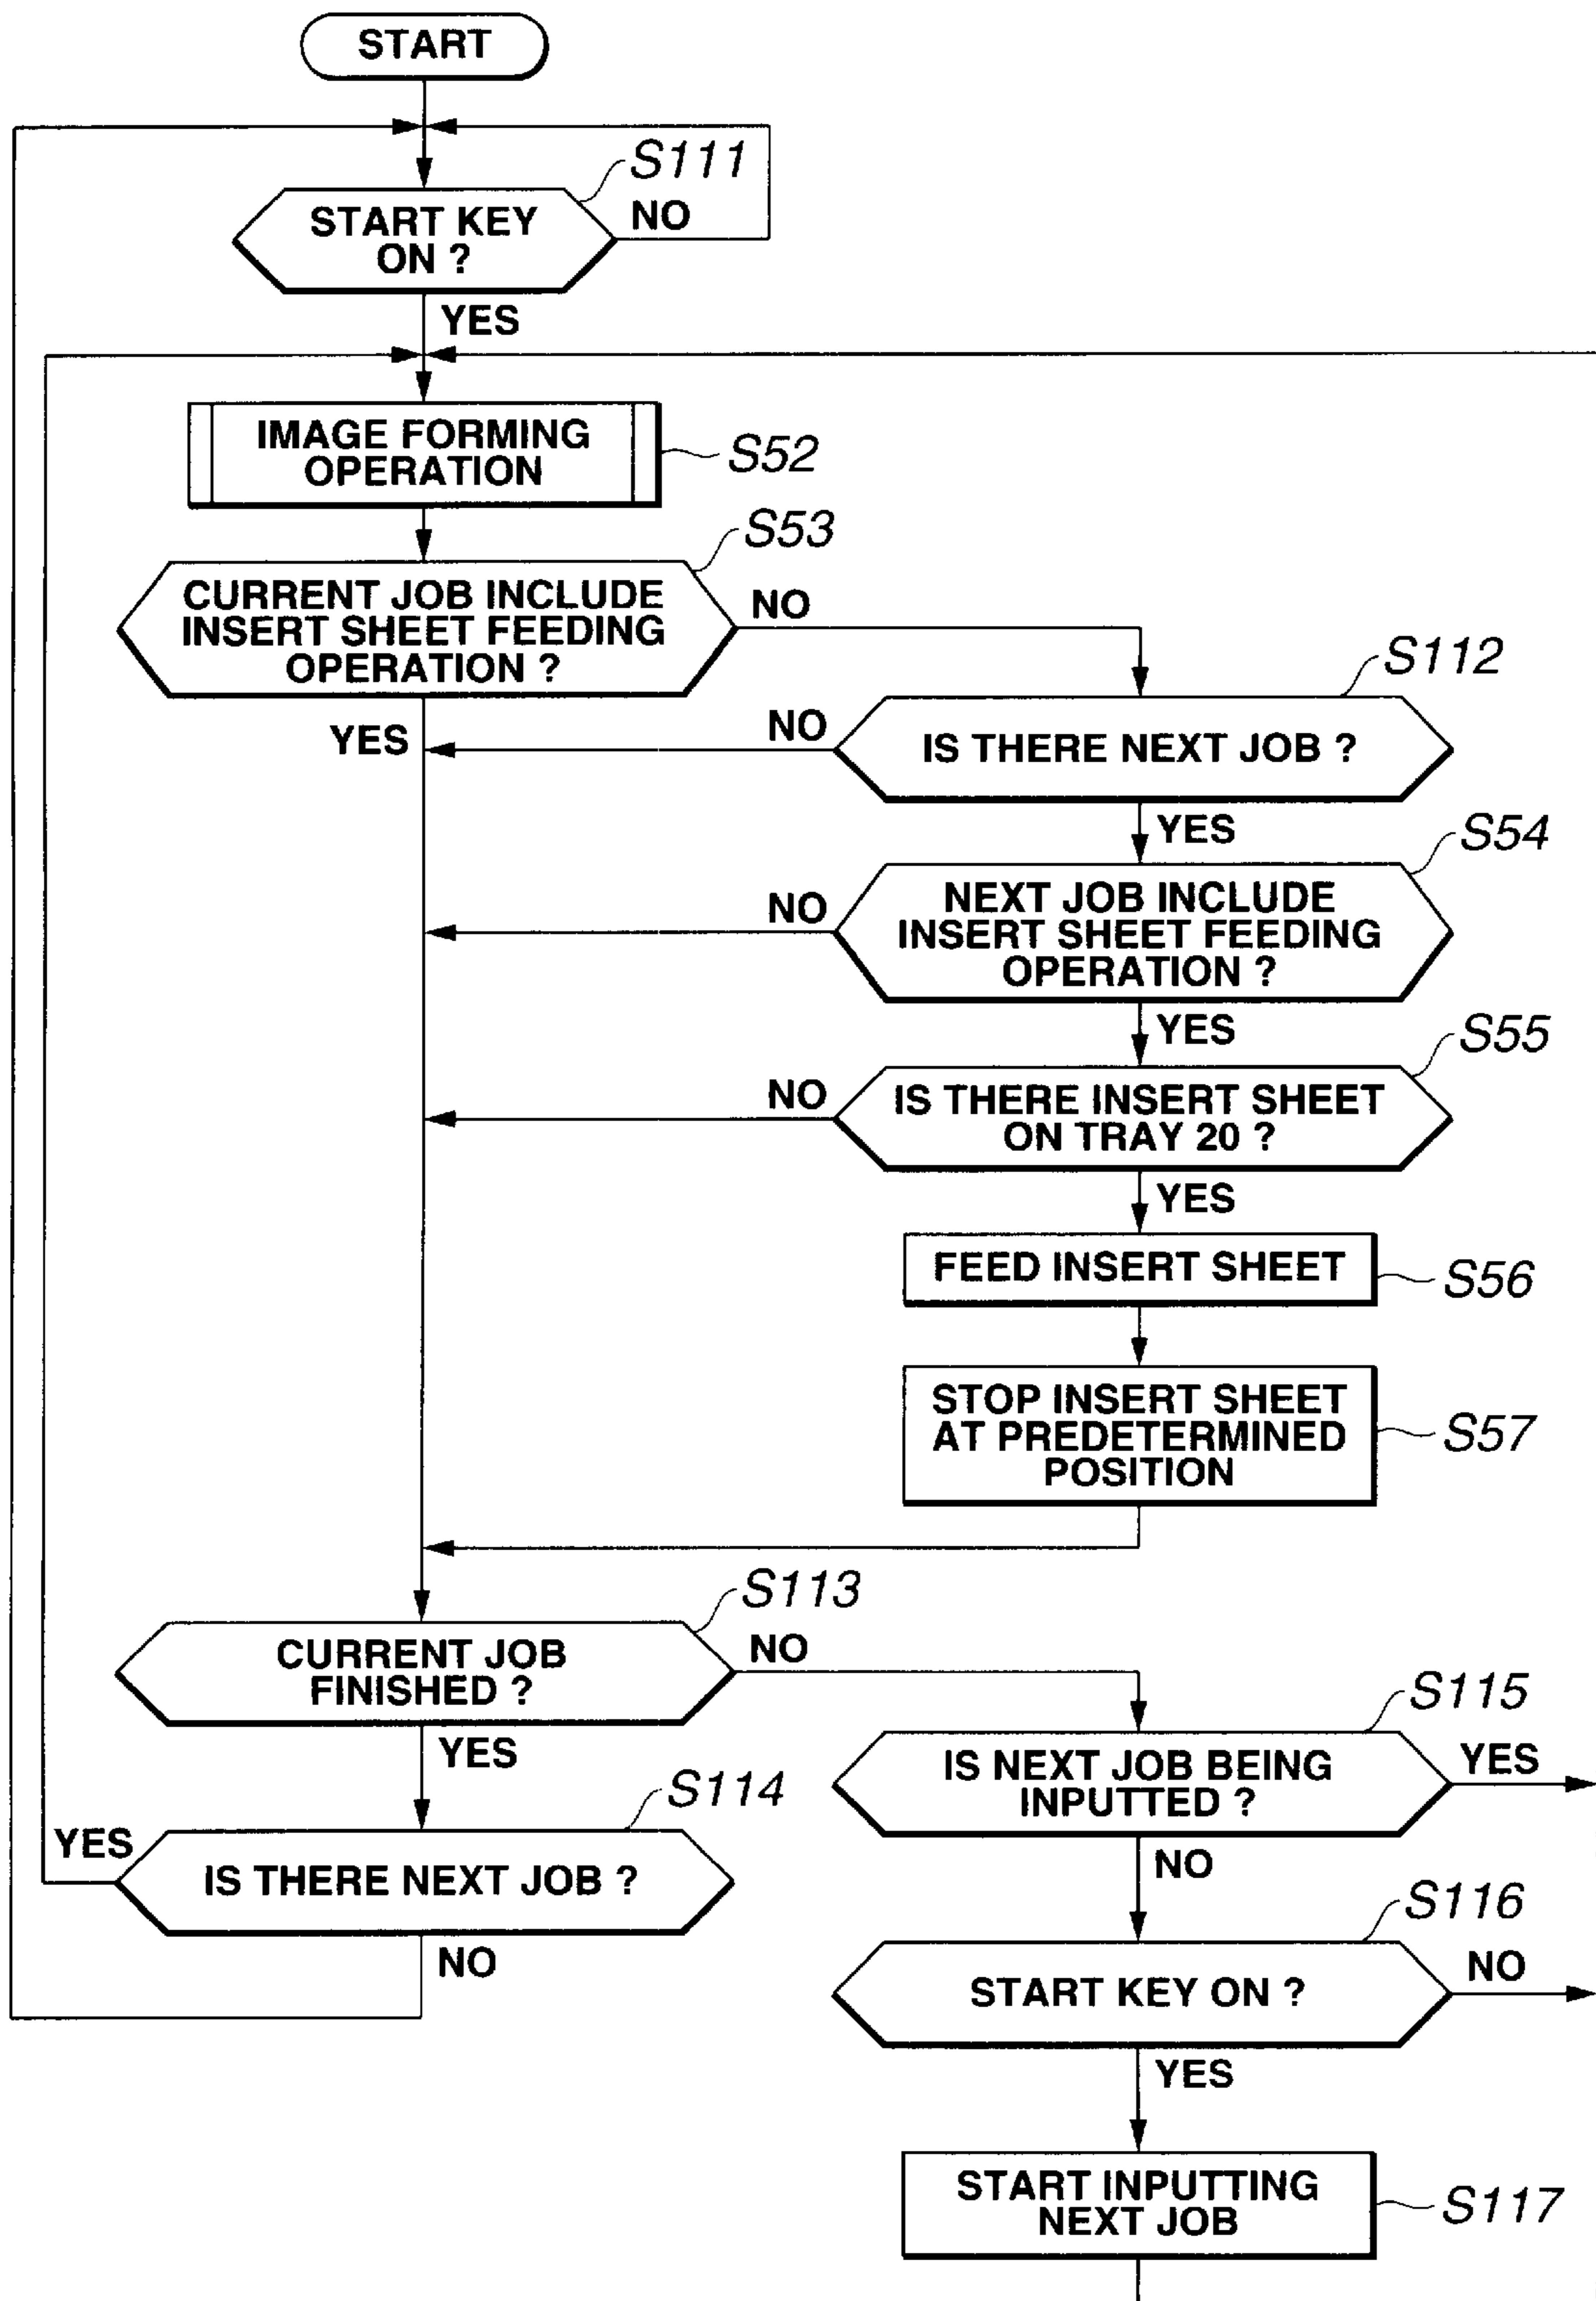 START
S111
START KEY
ON ?
NO
YES
IMAGE FORMING
OPERATION
S52
S53
CURRENT JOB INCLUDE
INSERT SHEET FEEDING
OPERATION ?
NO
YES
S112
IS THERE NEXT JOB ?
NO
YES
S54
NEXT JOB INCLUDE
INSERT SHEET FEEDING
OPERATION ?
NO
YES
S55
IS THERE INSERT SHEET
ON TRAY 20 ?
NO
YES
FEED INSERT SHEET
S56
STOP INSERT SHEET
AT PREDETERMINED
POSITION
S57
S113
CURRENT JOB
FINISHED ?
NO
YES
S114
IS THERE NEXT JOB ?
YES
NO
S115
IS NEXT JOB BEING
INPUTTED ?
YES
NO
S116
START KEY ON ?
NO
YES
START INPUTTING
NEXT JOB
S117